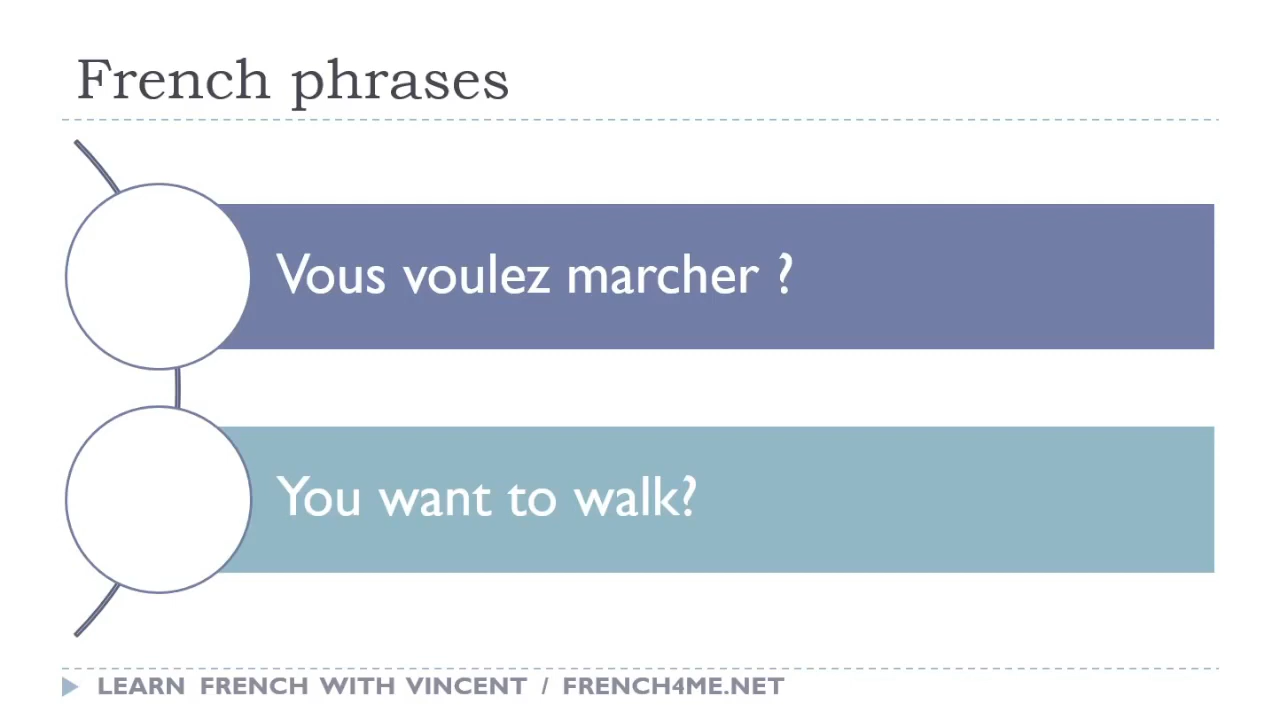 French phrases
Vous voulez marcher ?
You want to walk?
LEARN FRENCH WITH VINCENT / FRENCH4ME.NET